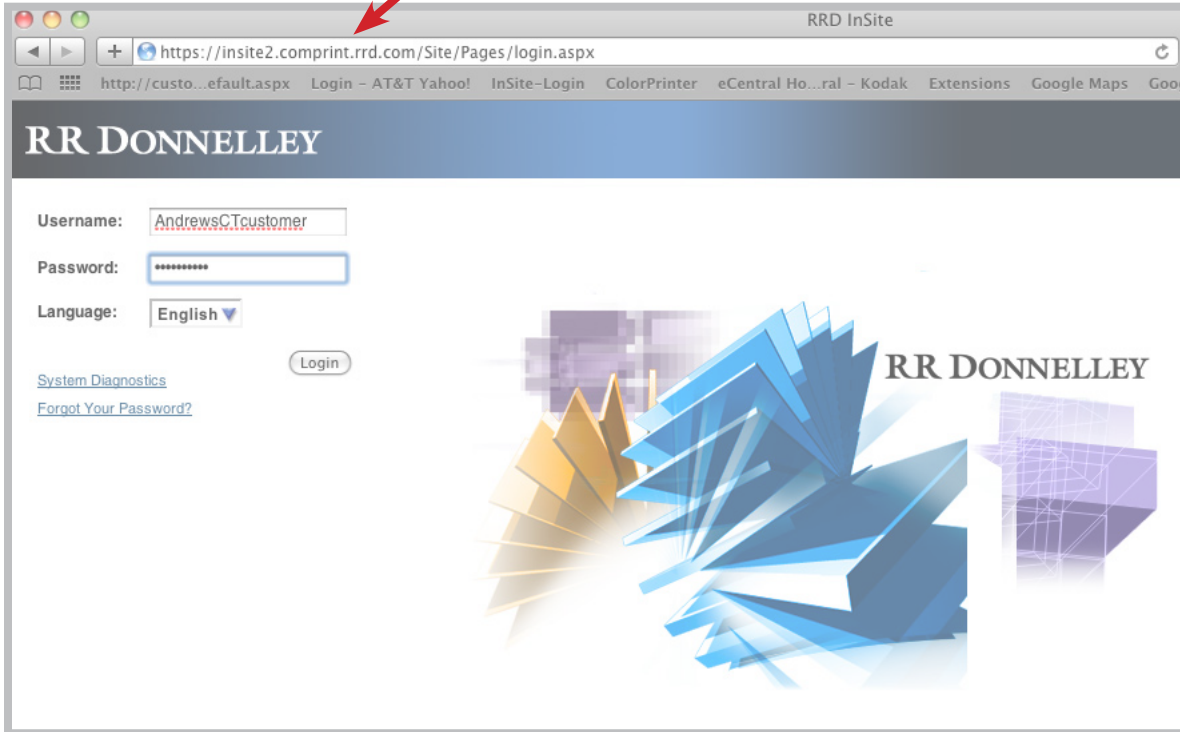 RRD InSite
https://insite2.comprint.rrd.com/Site/Pages/login.aspx
http://custo...efault.aspx Login – AT&T Yahoo! InSite-Login ColorPrinter eCentral Ho...ral – Kodak Extensions Google Maps Goo
RR DONNELLEY
Username: AndrewsCTcustomer
Password: ••••••••••
Language: English
Login
System Diagnostics
Forgot Your Password?
RR DONNELLEY